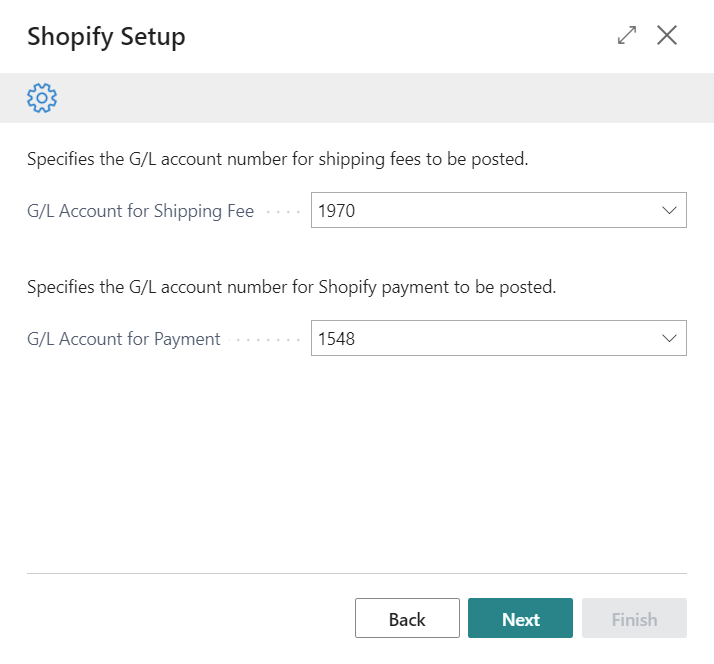 Shopify Setup
Specifies the G/L account number for shipping fees to be posted.
G/L Account for Shipping Fee 1970
Specifies the G/L account number for Shopify payment to be posted.
G/L Account for Payment 1548
Back Next Finish